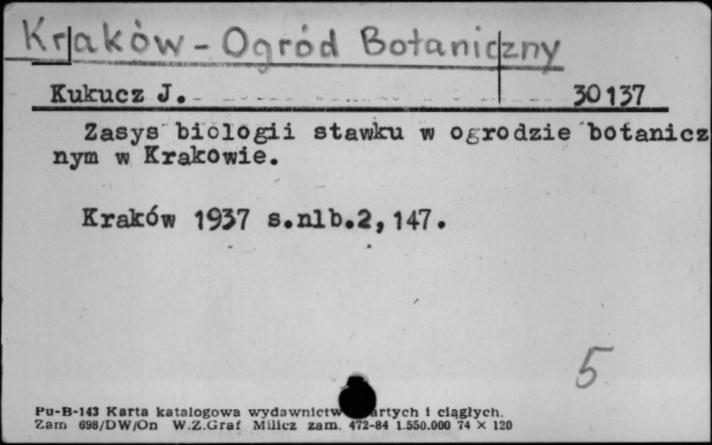 Kraków - Ogród Botaniczny
Kukucz J. 30137
Zasys biologii stawku w ogrodzie botanicz
nym w Krakowie.
Kraków 1937 s.nlb.2, 147.
5
Pu-B-143 Karta katalogowa wydawnictw artych i ciągłych.
Zam 698/DW/On W.Z.Graf Milicz zam. 472-84 1.550.000 74 × 120